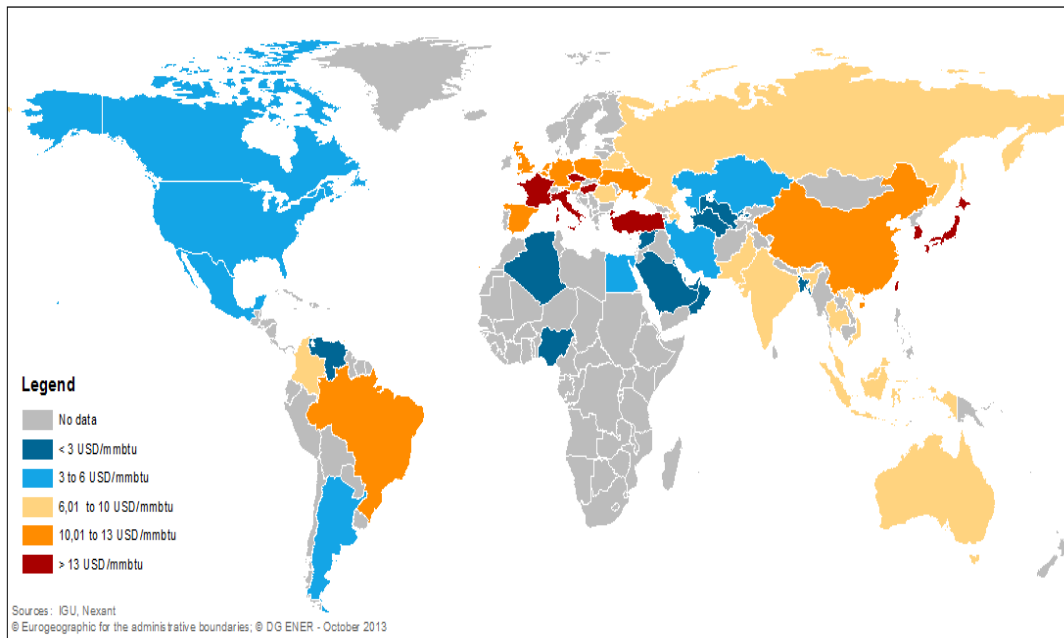 Legend
No data
< 3 USD/mmbtu
3 to 6 USD/mmbtu
6,01 to 10 USD/mmbtu
10,01 to 13 USD/mmbtu
> 13 USD/mmbtu
Sources: IGU, Nexant
© Eurogeographic for the administrative boundaries; © DG ENER - October 2013